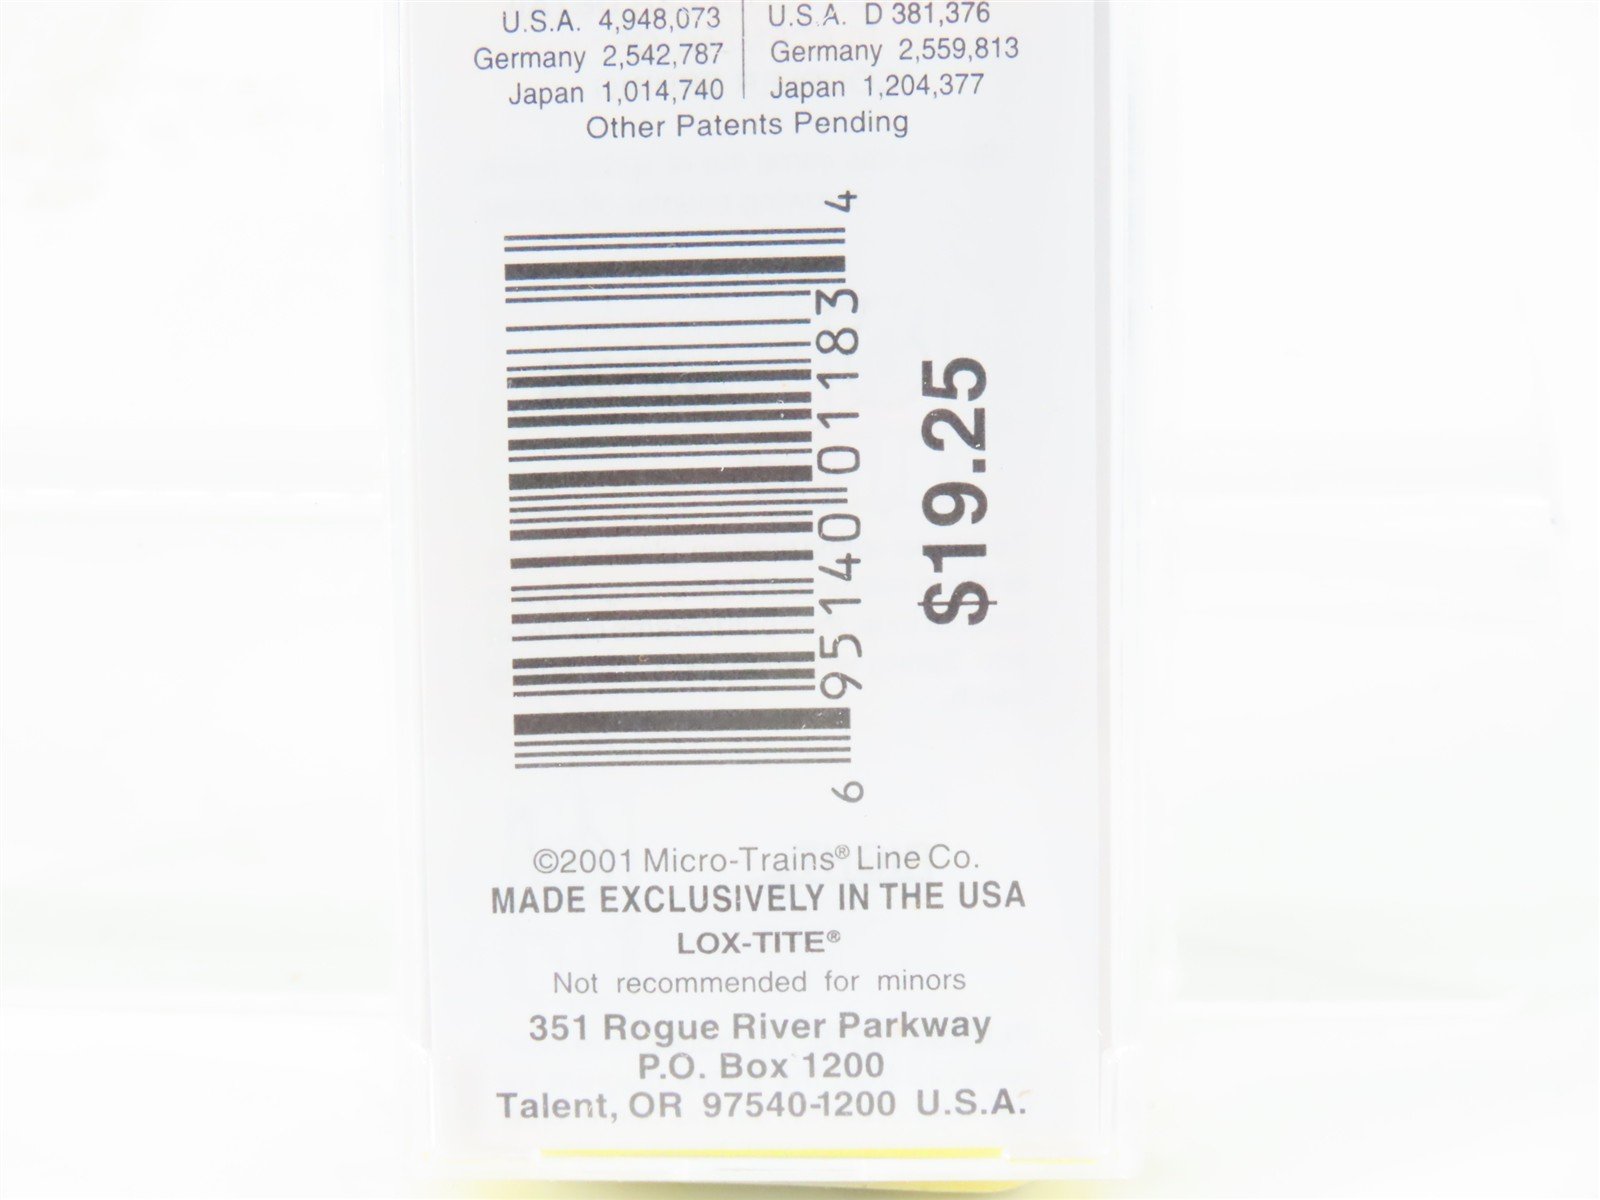 U.S.A. 4,948,073 U.S.A. D 381,376
Germany 2,542,787 Germany 2,559,813
Japan 1,014,740 Japan 1,204,377
Other Patents Pending
6 95140 01183 4
$19.25
©2001 Micro-Trains® Line Co.
MADE EXCLUSIVELY IN THE USA
LOX-TITE®
Not recommended for minors
351 Rogue River Parkway
P.O. Box 1200
Talent, OR 97540-1200 U.S.A.